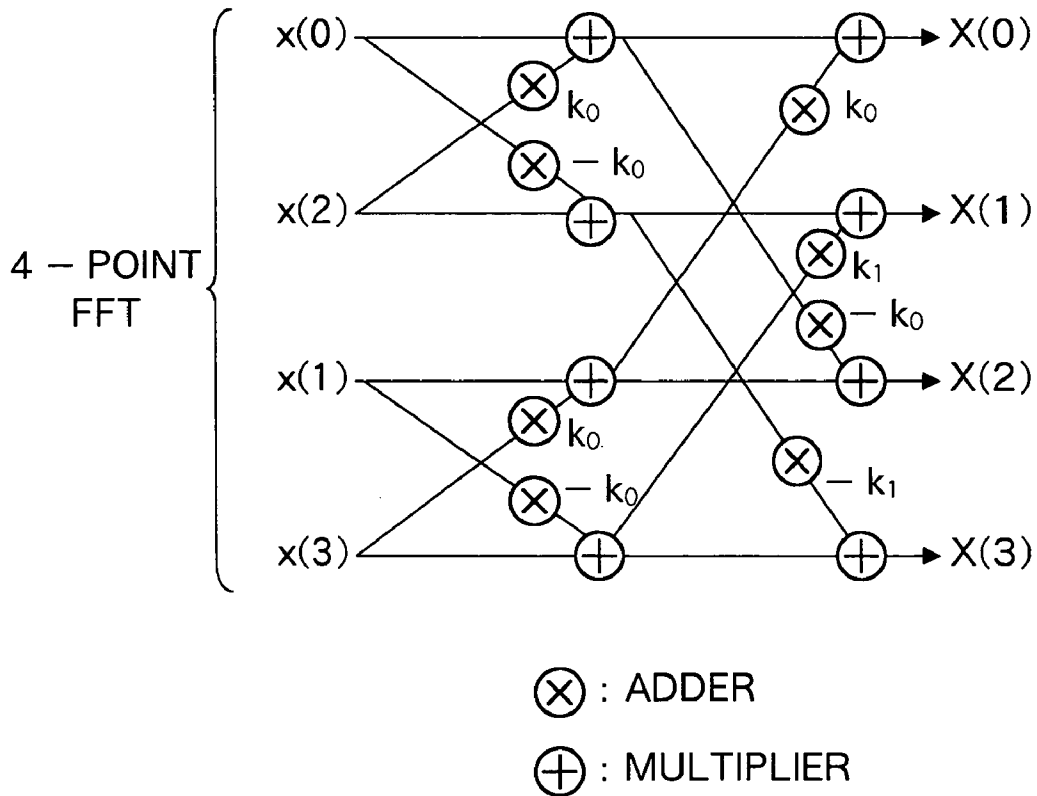 x(0)
X(0)
k₀
k₀
− k₀
x(2)
X(1)
4 − POINT
FFT
k₁
− k₀
x(1)
X(2)
k₀
− k₀
− k₁
x(3)
X(3)
⊗ : ADDER
⊕ : MULTIPLIER